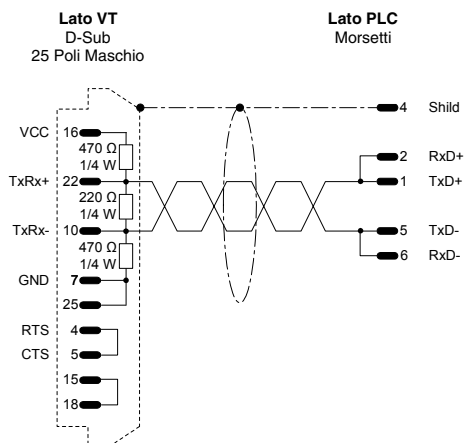 Lato VT
D-Sub
25 Poli Maschio
Lato PLC
Morsetti
4 Shild
VCC 16
470 Ω
1/4 W
2 RxD+
TxRx+ 22
1 TxD+
220 Ω
1/4 W
TxRx- 10
5 TxD-
470 Ω
1/4 W
6 RxD-
GND 7
25
RTS 4
CTS 5
15
18